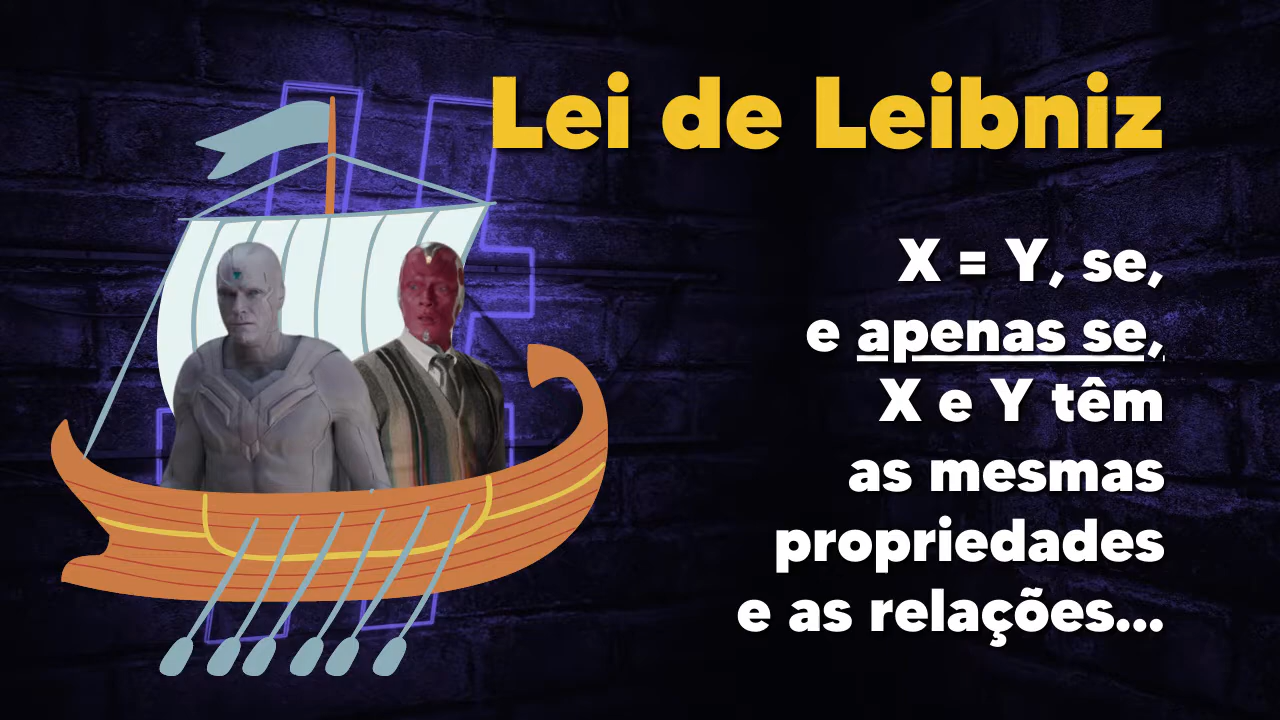 Lei de Leibniz
X = Y, se,
e apenas se,
X e Y têm
as mesmas
propriedades
e as relações...